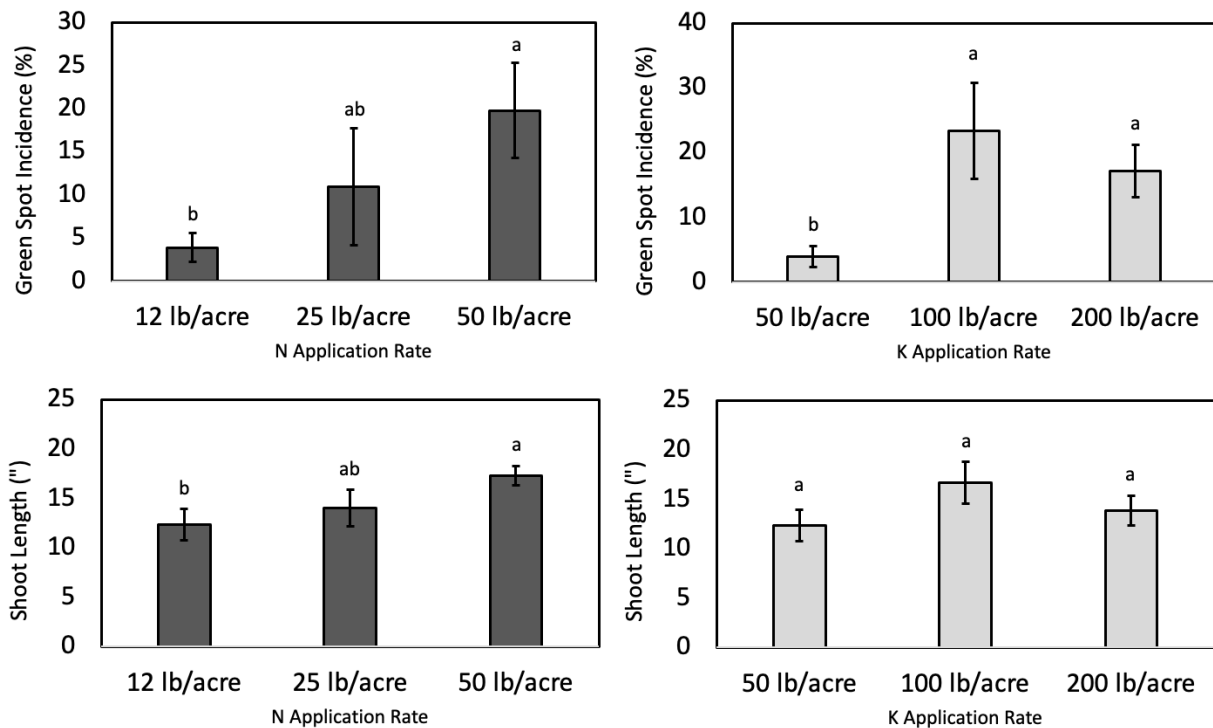 Green Spot Incidence (%)
30
25
20
15
10
5
0
b
ab
a
12 lb/acre 25 lb/acre 50 lb/acre
N Application Rate
Green Spot Incidence (%)
40
30
20
10
0
b
a
a
50 lb/acre 100 lb/acre 200 lb/acre
K Application Rate
Shoot Length (")
25
20
15
10
5
0
b
ab
a
12 lb/acre 25 lb/acre 50 lb/acre
N Application Rate
Shoot Length (")
25
20
15
10
5
0
a
a
a
50 lb/acre 100 lb/acre 200 lb/acre
K Application Rate